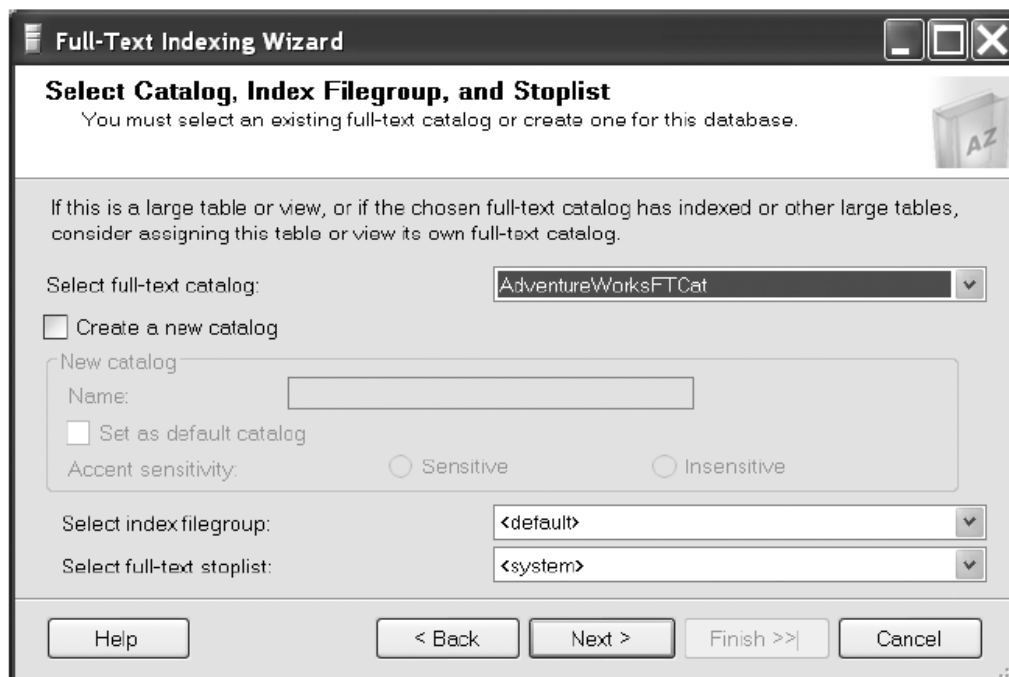 Full-Text Indexing Wizard
Select Catalog, Index Filegroup, and Stoplist
You must select an existing full-text catalog or create one for this database.
AZ
If this is a large table or view, or if the chosen full-text catalog has indexed or other large tables,
consider assigning this table or view its own full-text catalog.
Select full-text catalog: AdventureWorksFTCat
Create a new catalog
New catalog
Name:
Set as default catalog
Accent sensitivity: Sensitive Insensitive
Select index filegroup: <default>
Select full-text stoplist: <system>
Help < Back Next > Finish >>| Cancel